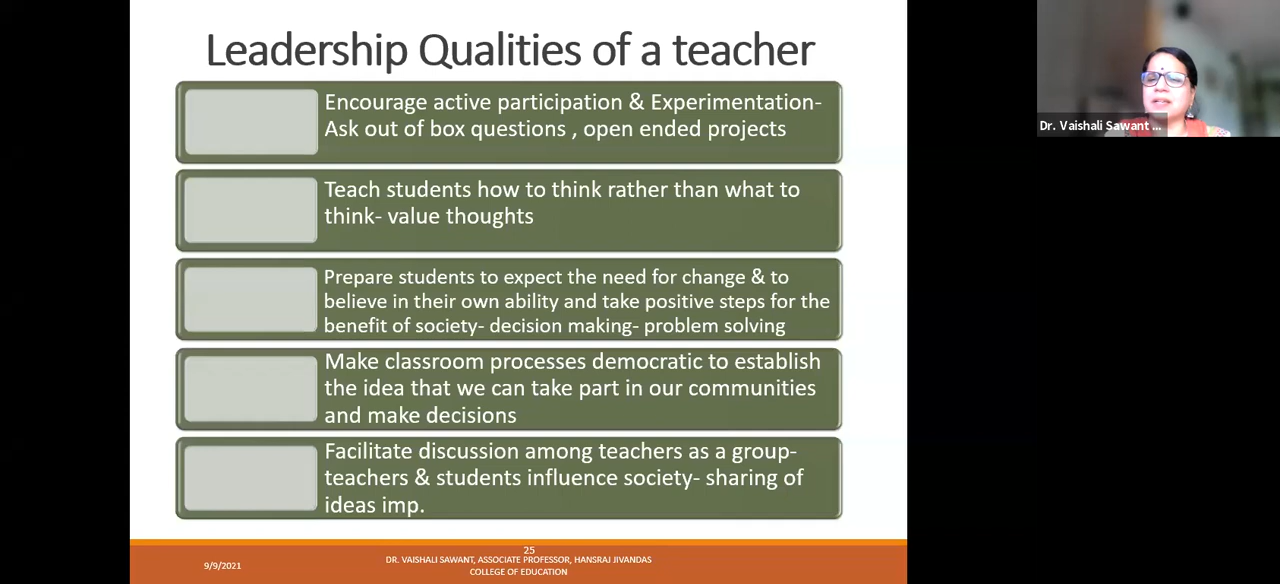 Leadership Qualities of a teacher
Encourage active participation & Experimentation-
Ask out of box questions , open ended projects
Teach students how to think rather than what to
think- value thoughts
Prepare students to expect the need for change & to
believe in their own ability and take positive steps for the
benefit of society- decision making- problem solving
Make classroom processes democratic to establish
the idea that we can take part in our communities
and make decisions
Facilitate discussion among teachers as a group-
teachers & students influence society- sharing of
ideas imp.
25
9/9/2021
DR. VAISHALI SAWANT, ASSOCIATE PROFESSOR, HANSRAJ JIVANDAS
COLLEGE OF EDUCATION
Dr. Vaishali Sawant ...